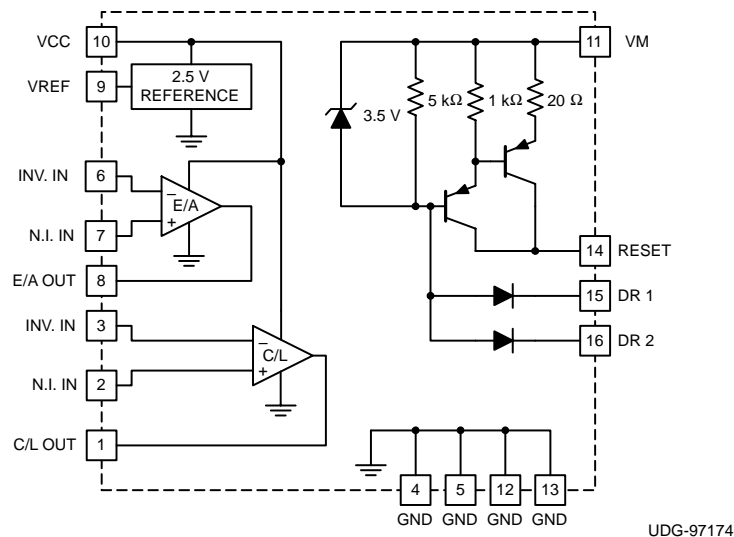 VCC 10
11 VM
VREF 9
2.5 V
REFERENCE
3.5 V
5 kΩ
1 kΩ
20 Ω
INV. IN 6
–
E/A
+
N.I. IN 7
E/A OUT 8
14 RESET
15 DR 1
INV. IN 3
16 DR 2
–
C/L
+
N.I. IN 2
C/L OUT 1
4 5 12 13
GND GND GND GND
UDG-97174